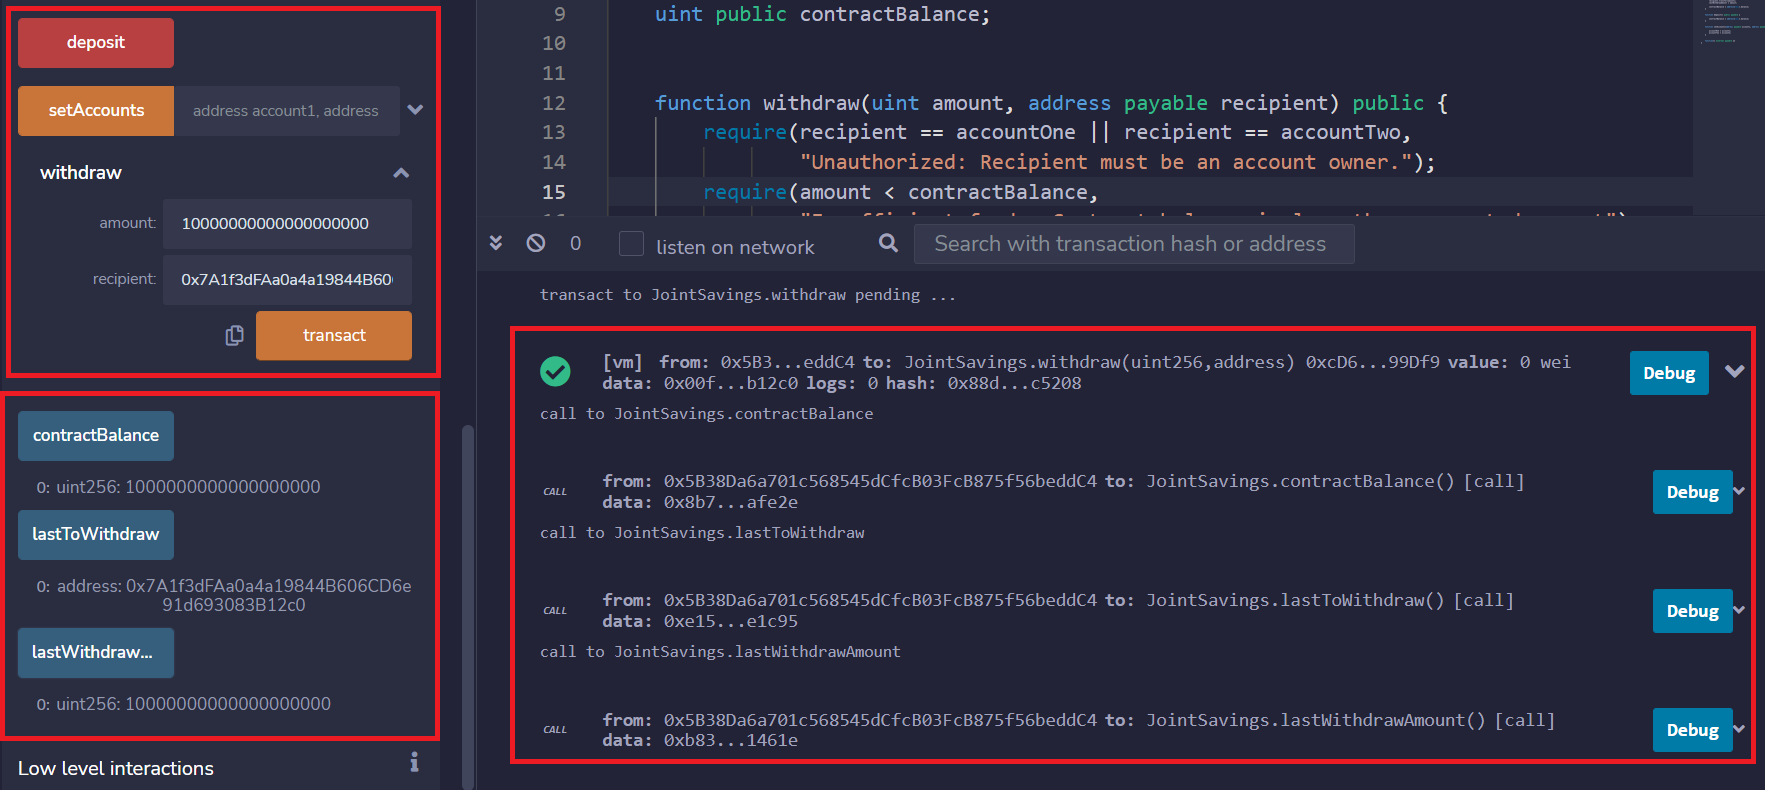 deposit
setAccounts
address account1, address
withdraw
amount:
10000000000000000000
recipient:
0x7A1f3dFAa0a4a19844B60
transact
contractBalance
0: uint256: 1000000000000000000
lastToWithdraw
0: address: 0x7A1f3dFAa0a4a19844B606CD6e
91d693083B12c0
lastWithdraw...
0: uint256: 10000000000000000000
Low level interactions
9 uint public contractBalance;
10
11
12 function withdraw(uint amount, address payable recipient) public {
13 require(recipient == accountOne || recipient == accountTwo,
14 "Unauthorized: Recipient must be an account owner.");
15 require(amount < contractBalance,
0
listen on network
Search with transaction hash or address
transact to JointSavings.withdraw pending ...
[vm] from: 0x5B3...eddC4 to: JointSavings.withdraw(uint256,address) 0xcD6...99Df9 value: 0 wei
data: 0x00f...b12c0 logs: 0 hash: 0x88d...c5208
Debug
call to JointSavings.contractBalance
CALL
from: 0x5B38Da6a701c568545dCfcB03FcB875f56beddC4 to: JointSavings.contractBalance() [call]
data: 0x8b7...afe2e
Debug
call to JointSavings.lastToWithdraw
CALL
from: 0x5B38Da6a701c568545dCfcB03FcB875f56beddC4 to: JointSavings.lastToWithdraw() [call]
data: 0xe15...e1c95
Debug
call to JointSavings.lastWithdrawAmount
CALL
from: 0x5B38Da6a701c568545dCfcB03FcB875f56beddC4 to: JointSavings.lastWithdrawAmount() [call]
data: 0xb83...1461e
Debug